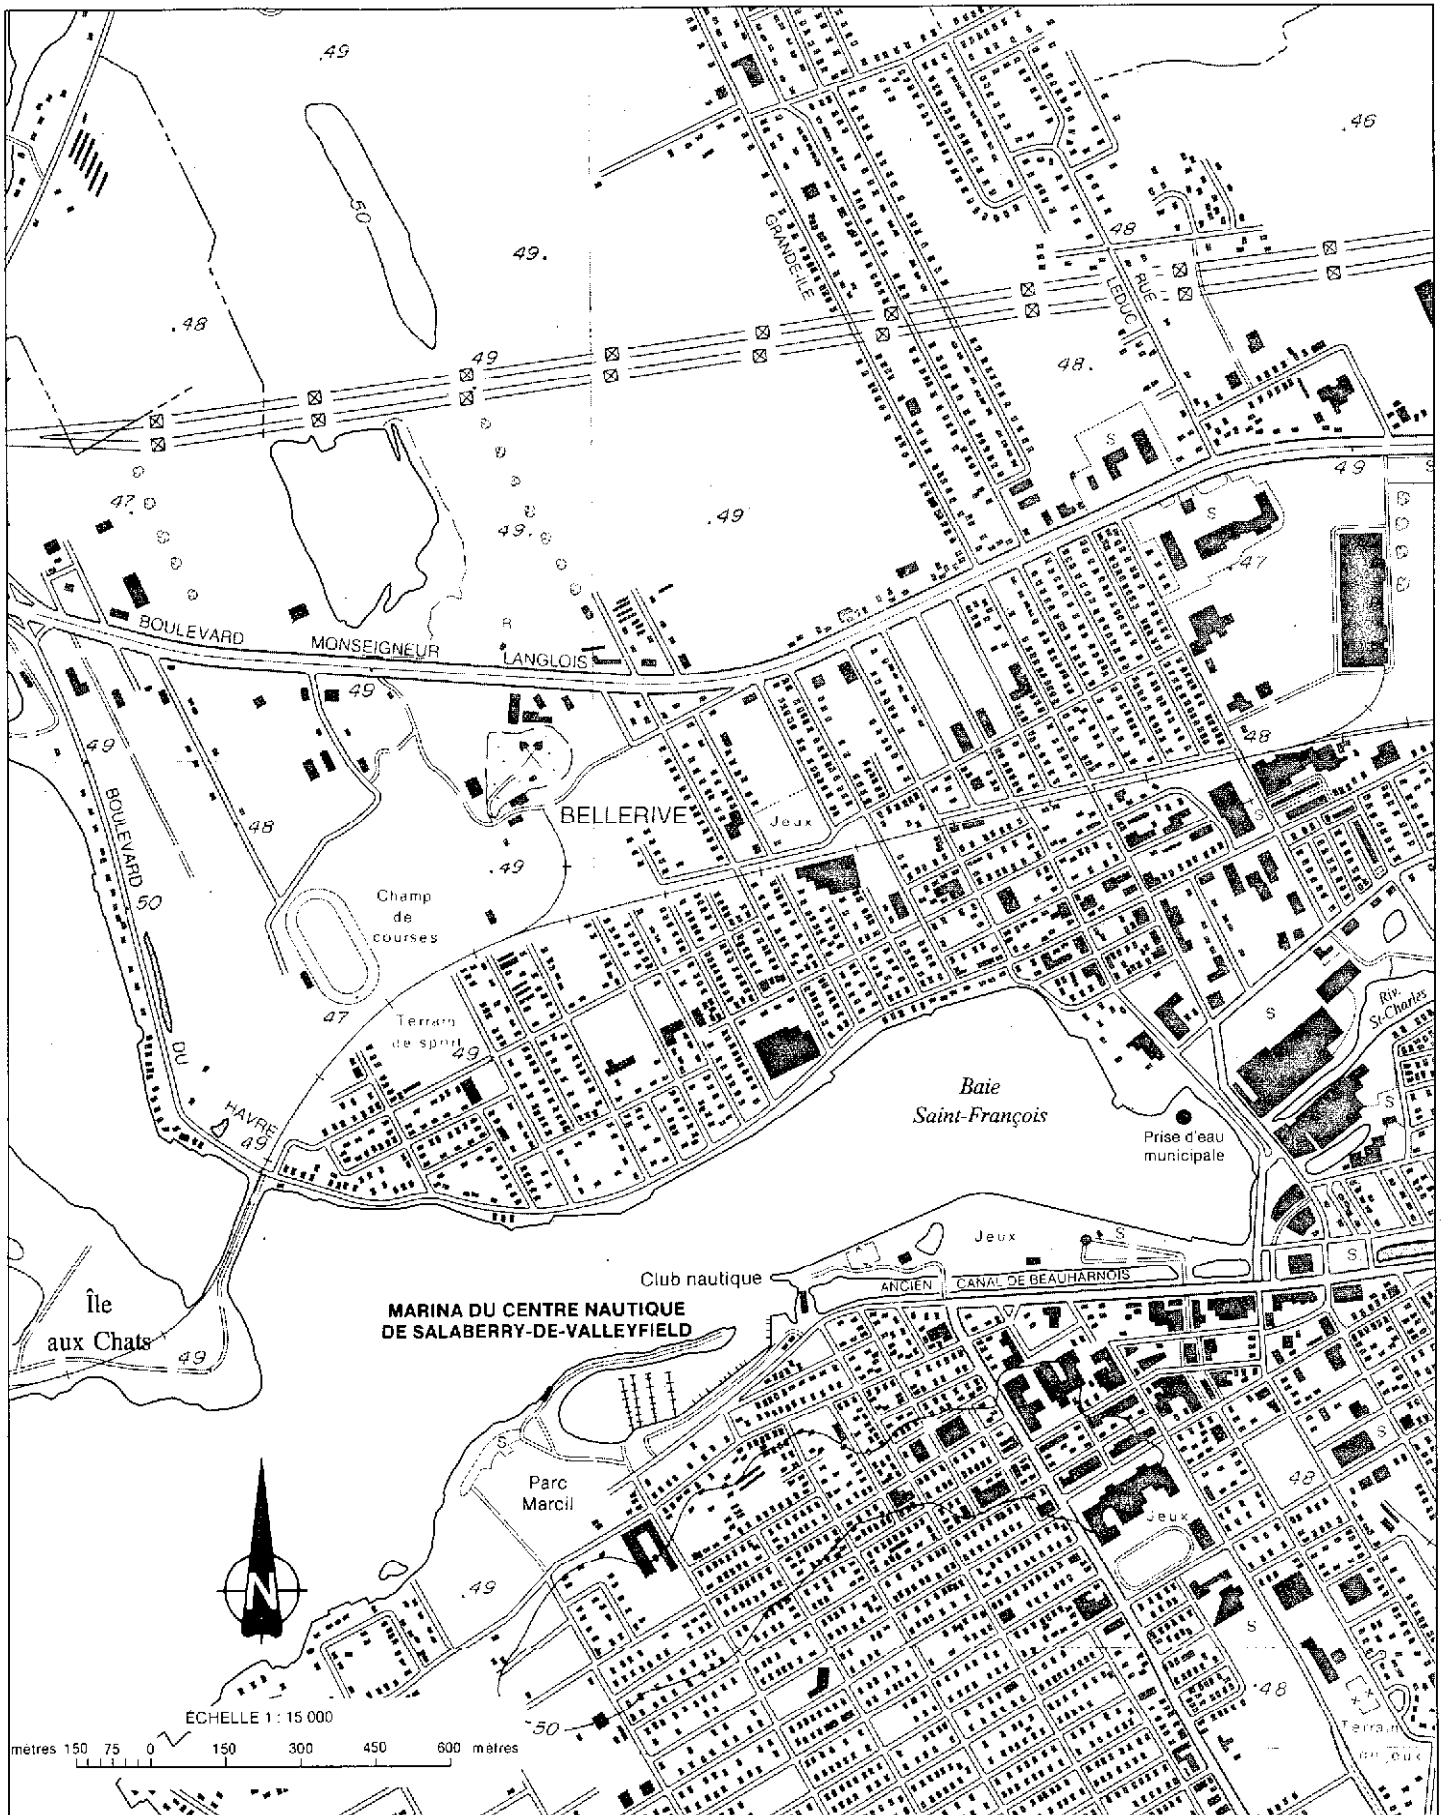 .49
.46
50
GRANDE-ÎLE
48
49.
RUE
LEDUC
.48
49
48.
S
49
S
47.
S
49.
.49
.47
BOULEVARD
MONSEIGNEUR
LANGLOIS
R
49
49
48
BOULEVARD
BELLERIVE
Jeux
S
48
.49
50
Champ
de
courses
47
Terrain
de sport
49
S
Riv.
St-Charles
DU
Baie
Saint-François
S
HAVRE
49
Prise d'eau
municipale
S
Jeux
S
S
Club nautique
ANCIEN CANAL DE BEAUHARNOIS
Île
aux Chats
MARINA DU CENTRE NAUTIQUE
DE SALABERRY-DE-VALLEYFIELD
49
S
S
Parc
Marcil
48
Jeux
N
.49
S
.48
ÉCHELLE 1 : 15 000
50
Terrain
de jeux
mètres 150 75 0 150 300 450 600 mètres